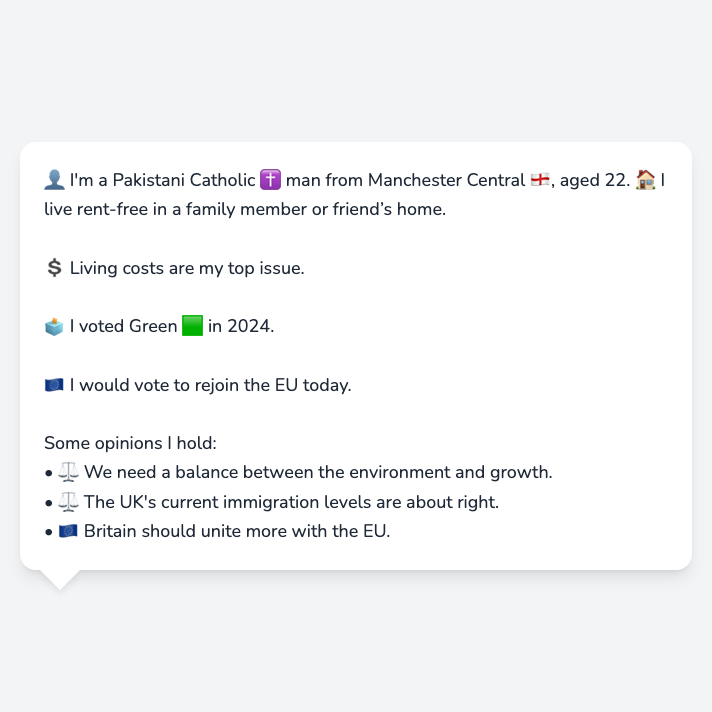 👤 I'm a Pakistani Catholic ✝️ man from Manchester Central 🏴󠁧󠁢󠁥󠁮󠁧󠁿, aged 22. 🏠 I
live rent-free in a family member or friend’s home.
💲 Living costs are my top issue.
🗳️ I voted Green 🟩 in 2024.
🇪🇺 I would vote to rejoin the EU today.
Some opinions I hold:
• ⚖️ We need a balance between the environment and growth.
• ⚖️ The UK's current immigration levels are about right.
• 🇪🇺 Britain should unite more with the EU.